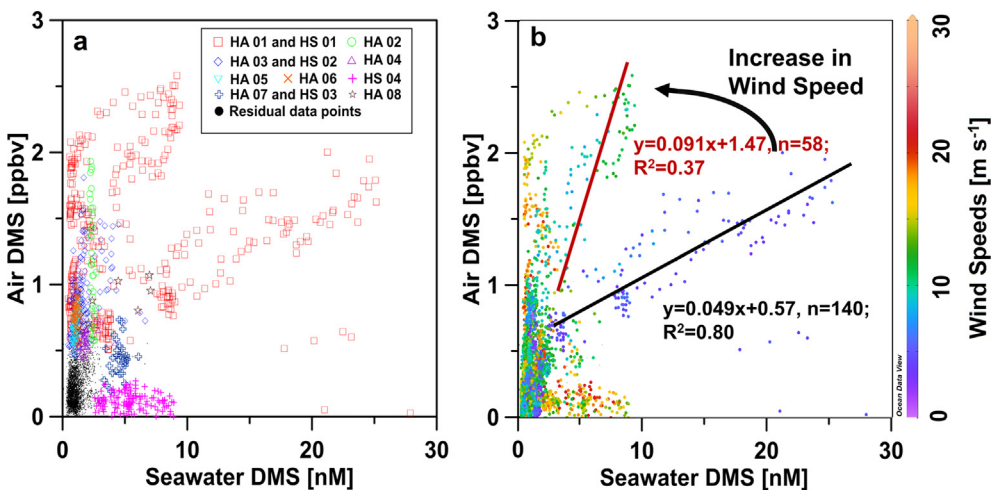 a
HA 01 and HS 01
HA 02
HA 03 and HS 02
HA 04
HA 05
HA 06
HS 04
HA 07 and HS 03
HA 08
Residual data points
3
2
1
0
Air DMS [ppbv]
0
10
20
30
Seawater DMS [nM]
b
Increase in
Wind Speed
y=0.091x+1.47, n=58;
R²=0.37
y=0.049x+0.57, n=140;
R²=0.80
3
2
1
0
Air DMS [ppbv]
0
10
20
30
Seawater DMS [nM]
Ocean Data View
30
20
10
0
Wind Speeds [m s⁻¹]